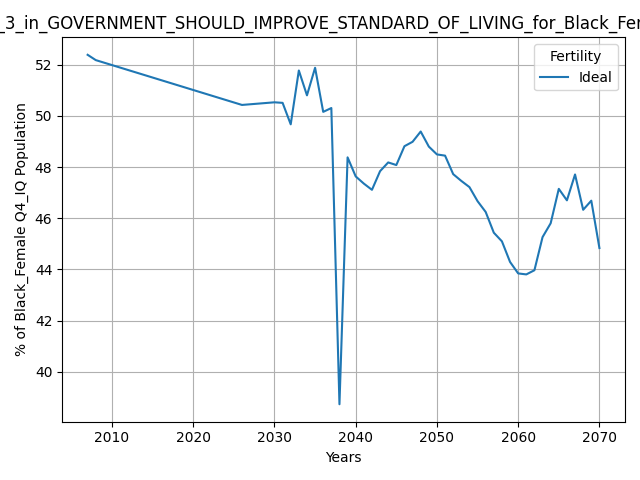 _3_in_GOVERNMENT_SHOULD_IMPROVE_STANDARD_OF_LIVING_for_Black_Fe
Fertility
Ideal
% of Black_Female Q4_IQ Population
52
50
48
46
44
42
40
2010
2020
2030
2040
2050
2060
2070
Years